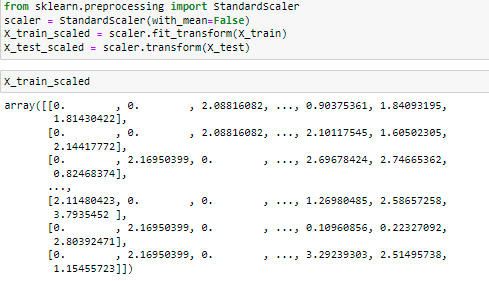 from sklearn.preprocessing import StandardScaler
scaler = StandardScaler(with_mean=False)
X_train_scaled = scaler.fit_transform(X_train)
X_test_scaled = scaler.transform(X_test)
X_train_scaled
array([[0.        , 0.        , 2.08816082, ..., 0.90375361, 1.84093195,
        1.81430422],
       [0.        , 0.        , 2.08816082, ..., 2.10117545, 1.60502305,
        2.14417772],
       [0.        , 2.16950399, 0.        , ..., 2.69678424, 2.74665362,
        0.82468374],
       ...,
       [2.11480423, 0.        , 0.        , ..., 1.26980485, 2.58657258,
        3.7935452 ],
       [0.        , 2.16950399, 0.        , ..., 0.10960856, 0.22327092,
        2.80392471],
       [0.        , 2.16950399, 0.        , ..., 3.29239303, 2.51495738,
        1.15455723]])